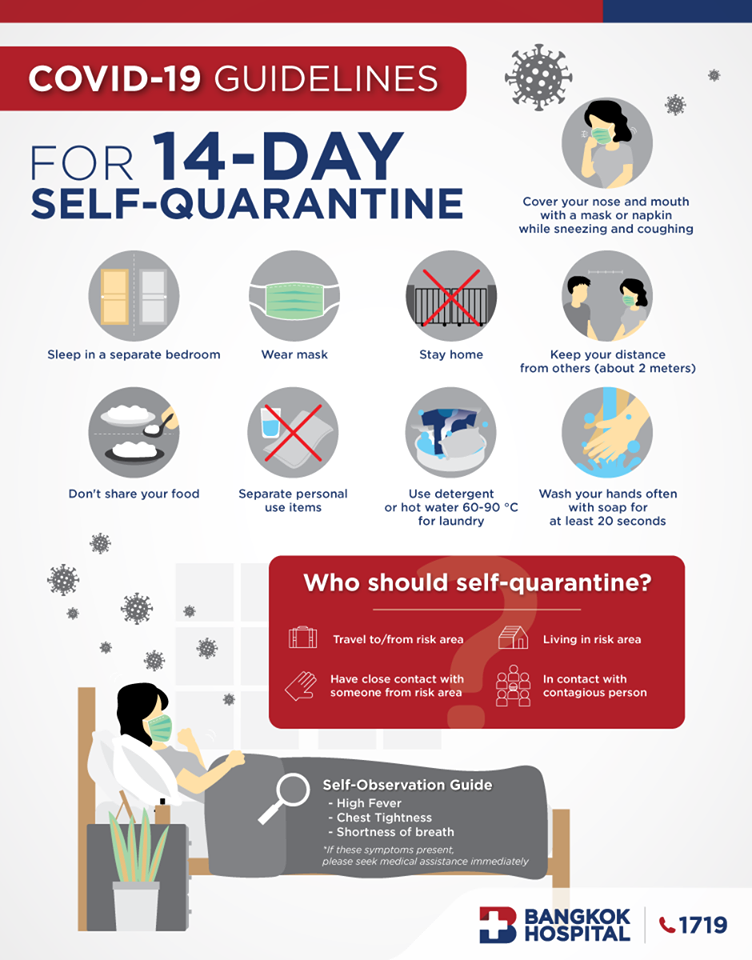 COVID-19 GUIDELINES
FOR 14-DAY
SELF-QUARANTINE
Cover your nose and mouth
with a mask or napkin
while sneezing and coughing
Sleep in a separate bedroom
Wear mask
Stay home
Keep your distance
from others (about 2 meters)
Don't share your food
Separate personal
use items
Use detergent
or hot water 60-90 °C
for laundry
Wash your hands often
with soap for
at least 20 seconds
Who should self-quarantine?
Travel to/from risk area
Living in risk area
Have close contact with
someone from risk area
In contact with
contagious person
Self-Observation Guide
- High Fever
- Chest Tightness
- Shortness of breath
*If these symptoms present,
please seek medical assistance immediately
BANGKOK
HOSPITAL
1719